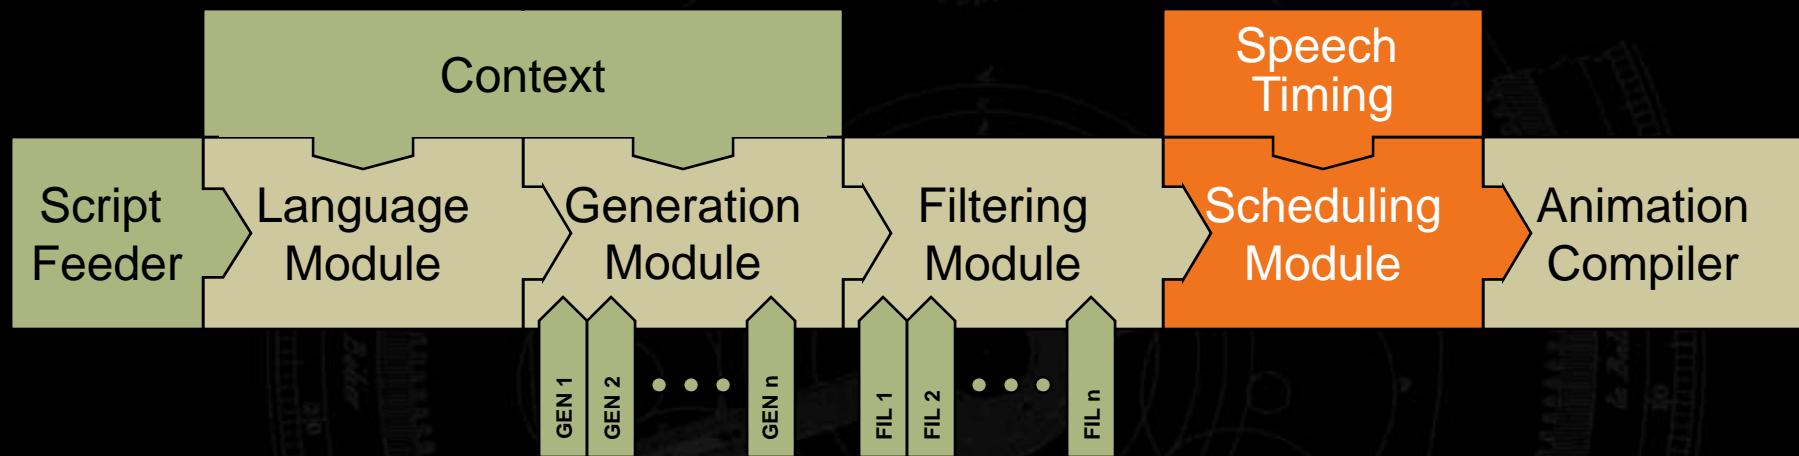 Context
Speech
Timing
Script
Feeder
Language
Module
Generation
Module
Filtering
Module
Scheduling
Module
Animation
Compiler
GEN 1
GEN 2
GEN n
FIL 1
FIL 2
FIL n